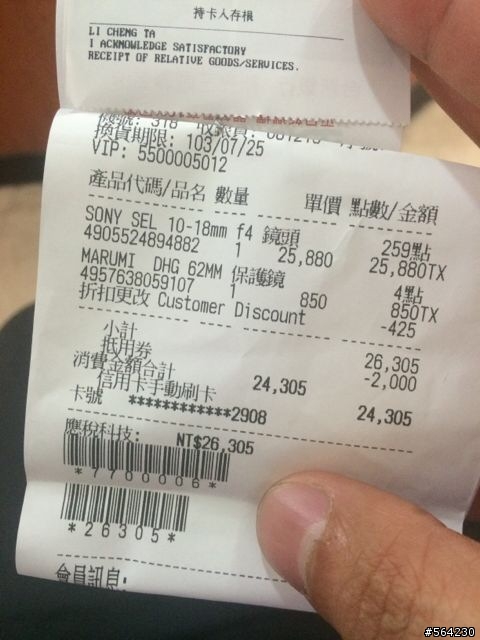 持卡人存根
LI CHENG TA
I ACKNOWLEDGE SATISFACTORY
RECEIPT OF RELATIVE GOODS/SERVICES.
換貨期限: 103/07/25
VIP: 5500005012
產品代碼/品名 數量 單價 點數/金額
SONY SEL 10-18mm f4 鏡頭 259點
4905524894882 1 25,880 25,880TX
MARUMI DHG 62MM 保護鏡 4點
4957638059107 1 850 850TX
折扣更改 Customer Discount -425
小計 26,305
抵用券 -2,000
消費金額合計 24,305
信用卡手動刷卡 24,305
卡號 ************2908
應稅科技: NT$26,305
*7700006*
*26305*
會員訊息:
#564230